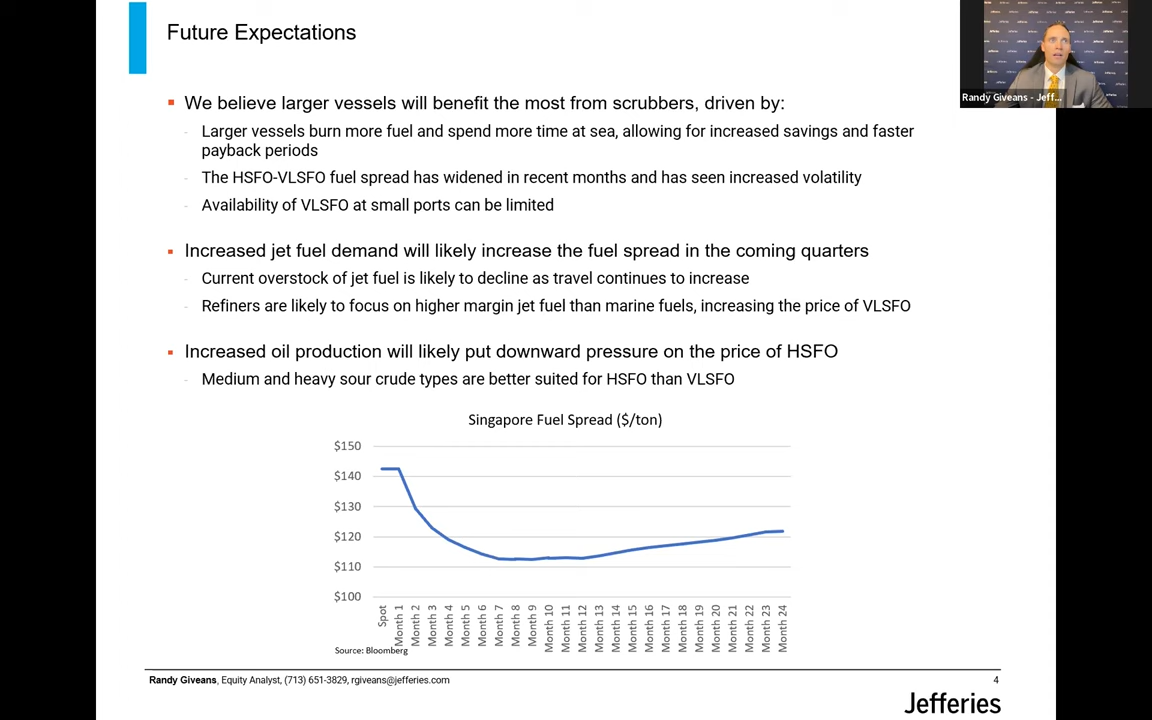 Future Expectations
We believe larger vessels will benefit the most from scrubbers, driven by:
- Larger vessels burn more fuel and spend more time at sea, allowing for increased savings and faster
payback periods
- The HSFO-VLSFO fuel spread has widened in recent months and has seen increased volatility
- Availability of VLSFO at small ports can be limited
Increased jet fuel demand will likely increase the fuel spread in the coming quarters
- Current overstock of jet fuel is likely to decline as travel continues to increase
- Refiners are likely to focus on higher margin jet fuel than marine fuels, increasing the price of VLSFO
Increased oil production will likely put downward pressure on the price of HSFO
- Medium and heavy sour crude types are better suited for HSFO than VLSFO
Singapore Fuel Spread ($/ton)
$150
$140
$130
$120
$110
$100
Spot
Month 1
Month 2
Month 3
Month 4
Month 5
Month 6
Month 7
Month 8
Month 9
Month 10
Month 11
Month 12
Month 13
Month 14
Month 15
Month 16
Month 17
Month 18
Month 19
Month 20
Month 21
Month 22
Month 23
Month 24
Source: Bloomberg
Randy Giveans, Equity Analyst, (713) 651-3829, rgiveans@jefferies.com
4
Jefferies
Jefferies
Randy Giveans - Jeff...